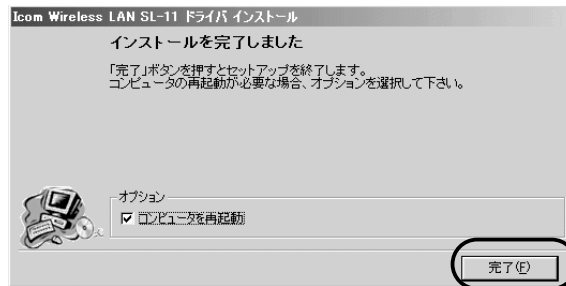 Icom Wireless LAN SL-11 ドライバ インストール
インストールを完了しました
「完了」ボタンを押すとセットアップを終了します。
コンピュータの再起動が必要な場合、オプションを選択して下さい。
オプション
コンピュータを再起動
完了(F)